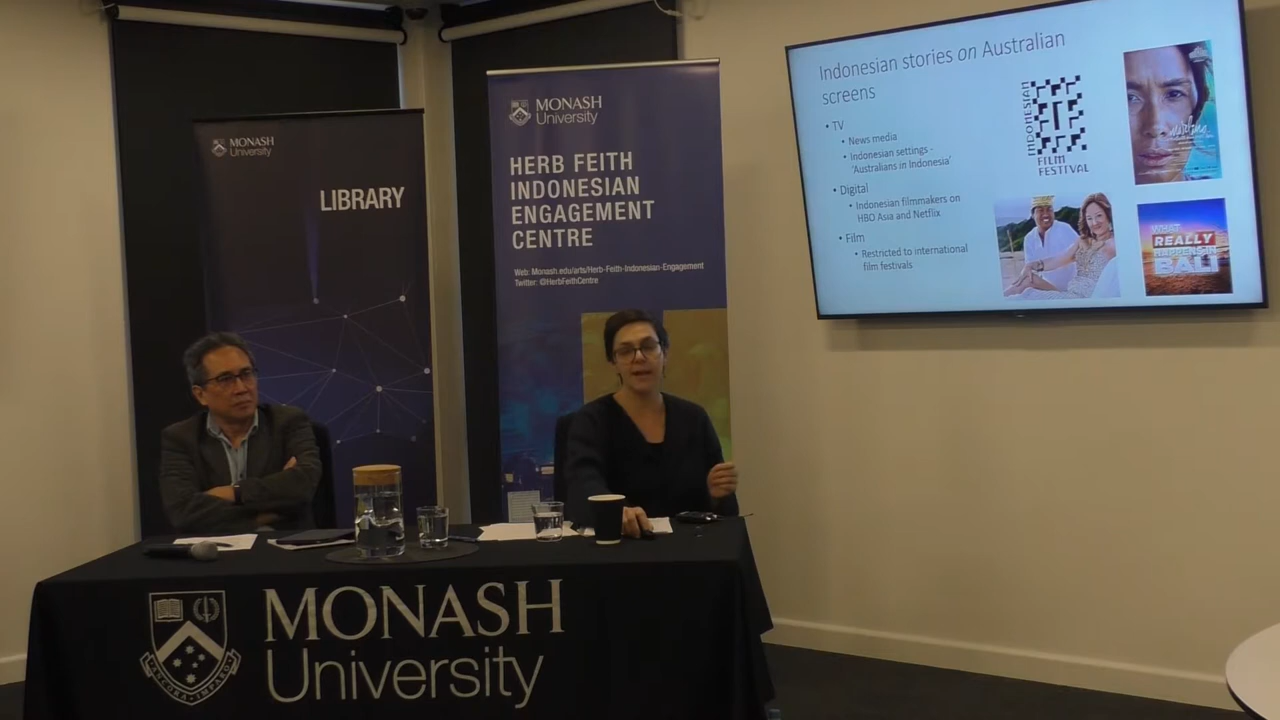 MONASH
University
LIBRARY
MONASH
University
HERB FEITH
INDONESIAN
ENGAGEMENT
CENTRE
Web: Monash.edu/arts/Herb-Feith-Indonesian-Engagement
Twitter: @HerbFeithCentre
Indonesian stories on Australian
screens
• TV
• News media
• Indonesian settings -
'Australians in Indonesia'
• Digital
• Indonesian filmmakers on
HBO Asia and Netflix
• Film
• Restricted to international
film festivals
INDONESIAN
FILM
FESTIVAL
WHAT
REALLY
HAPPENS IN
BALI
MONASH
University
ANCORA IMPARO